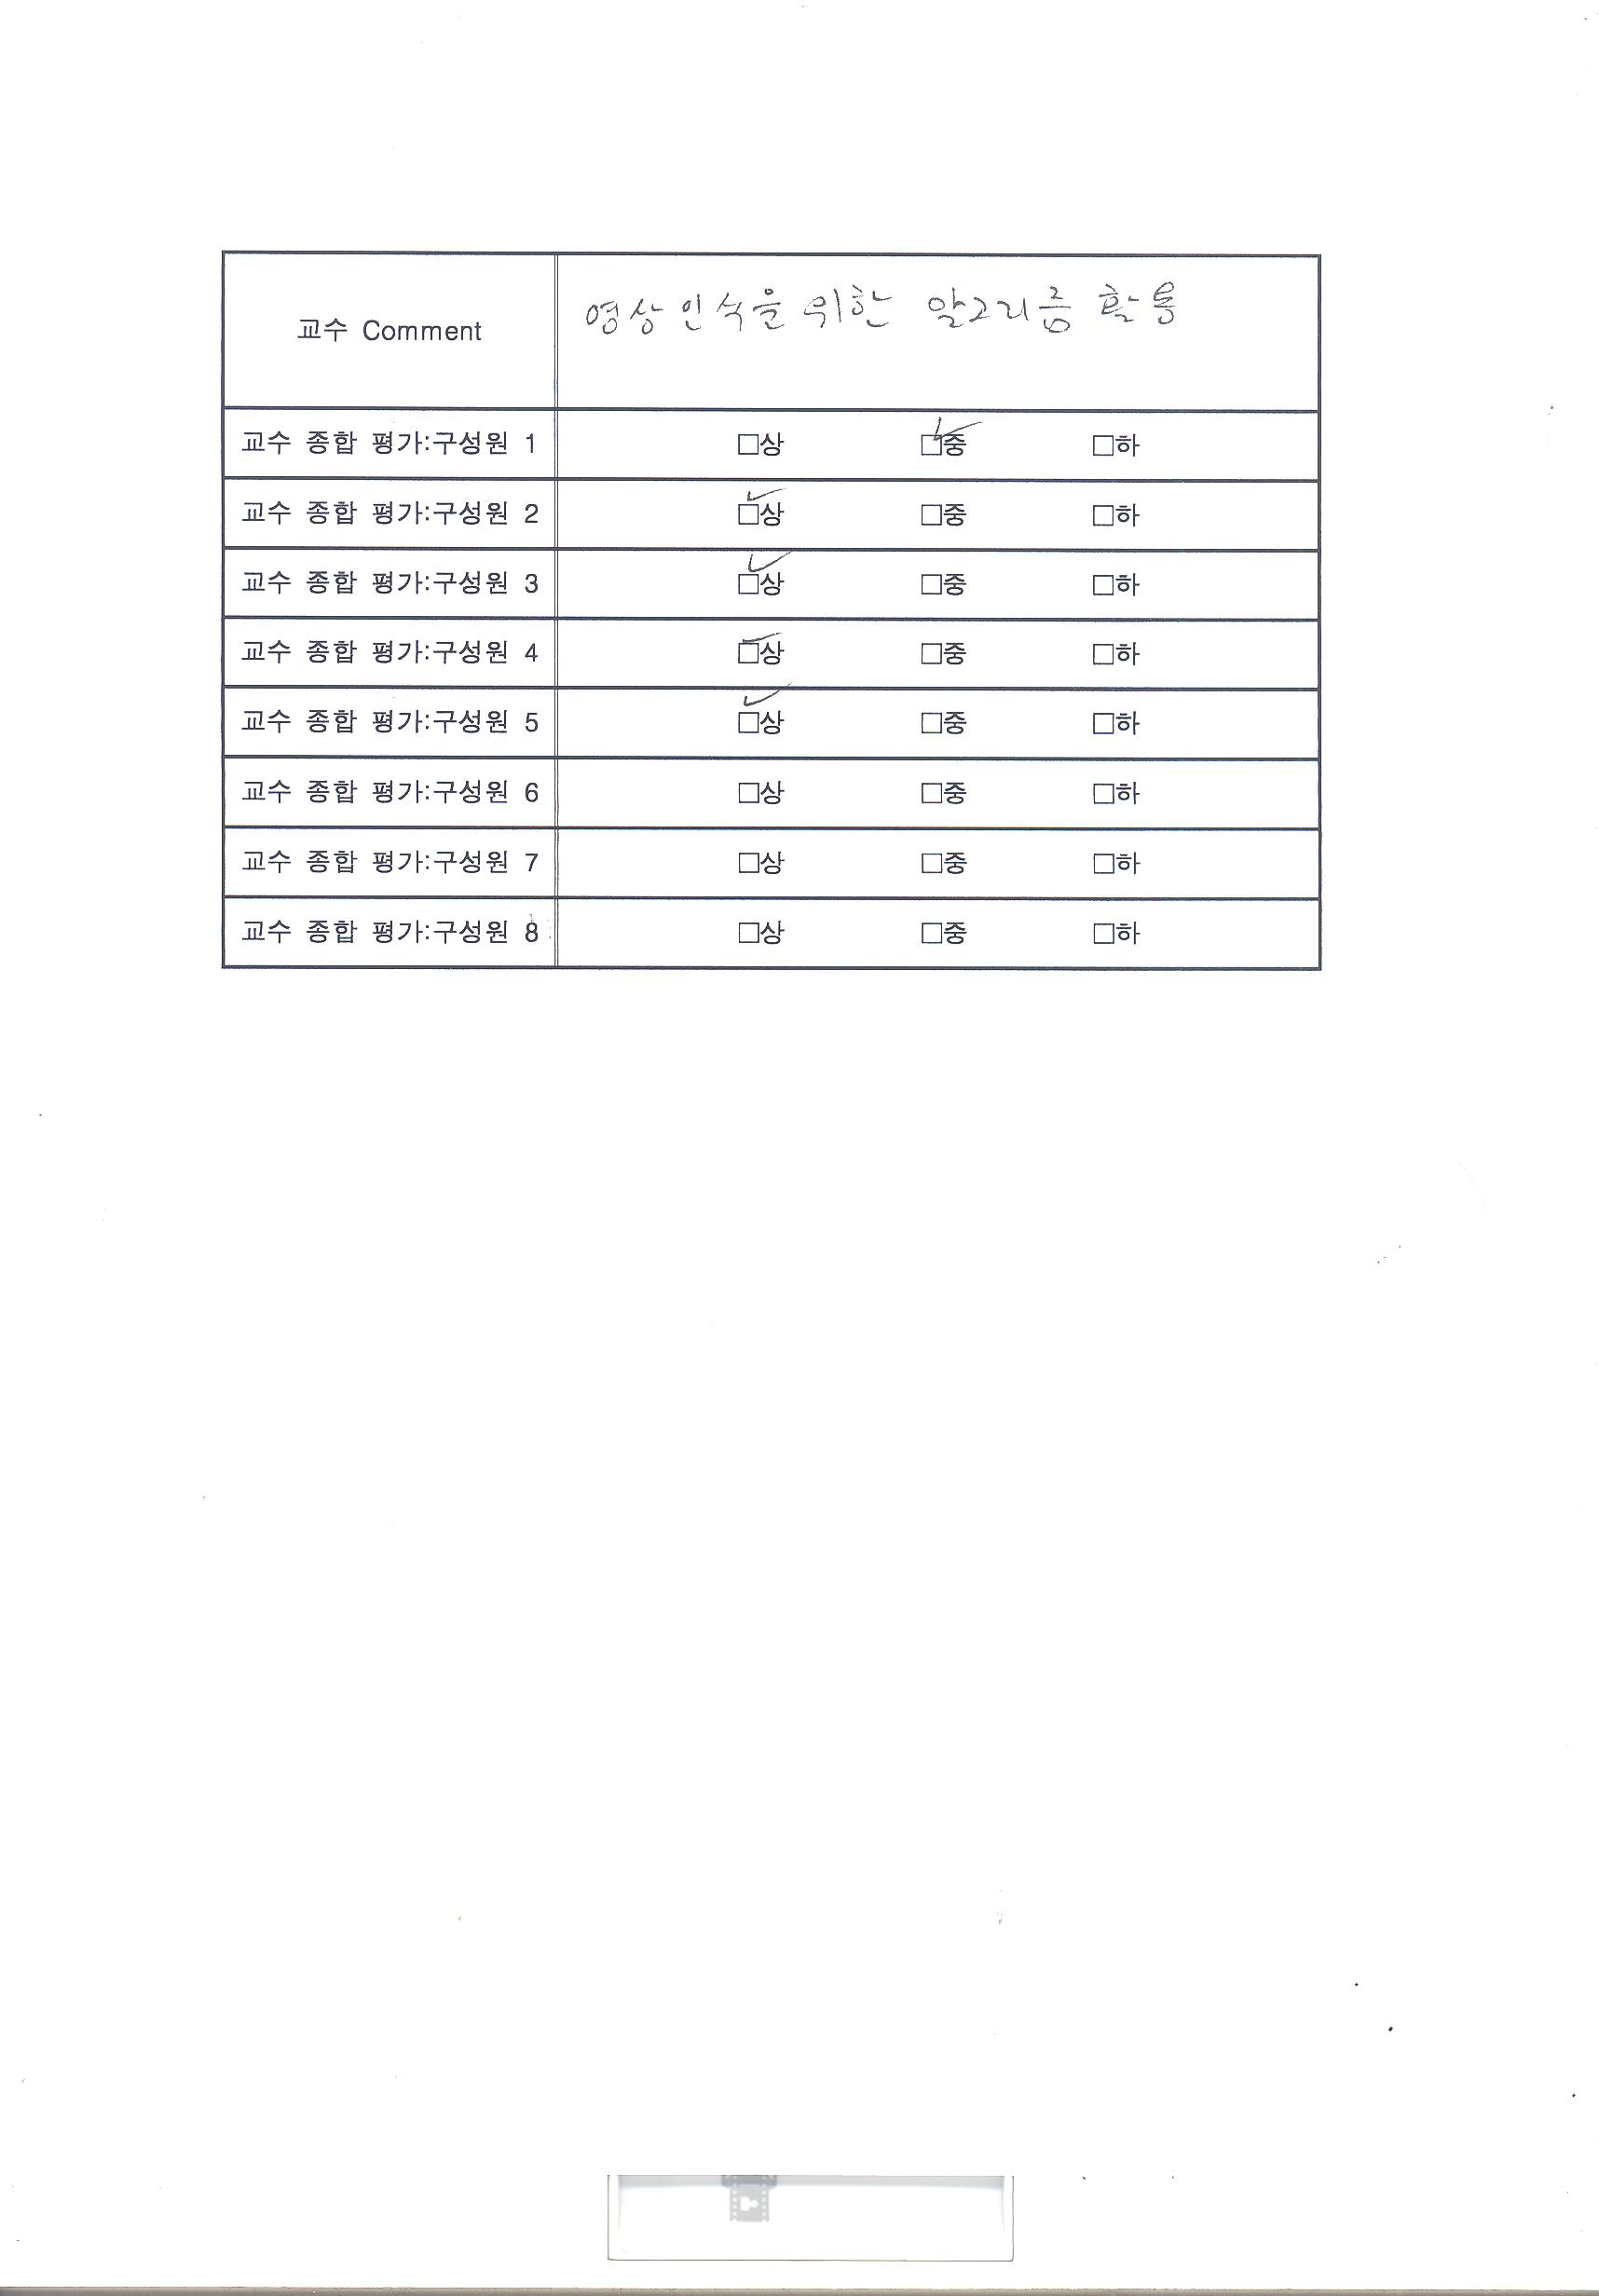 교수 Comment
영상인식을 위한 알고리즘 활용
교수 종합 평가:구성원 1 □상 ☑중 □하
교수 종합 평가:구성원 2 ☑상 □중 □하
교수 종합 평가:구성원 3 ☑상 □중 □하
교수 종합 평가:구성원 4 ☑상 □중 □하
교수 종합 평가:구성원 5 ☑상 □중 □하
교수 종합 평가:구성원 6 □상 □중 □하
교수 종합 평가:구성원 7 □상 □중 □하
교수 종합 평가:구성원 8 □상 □중 □하